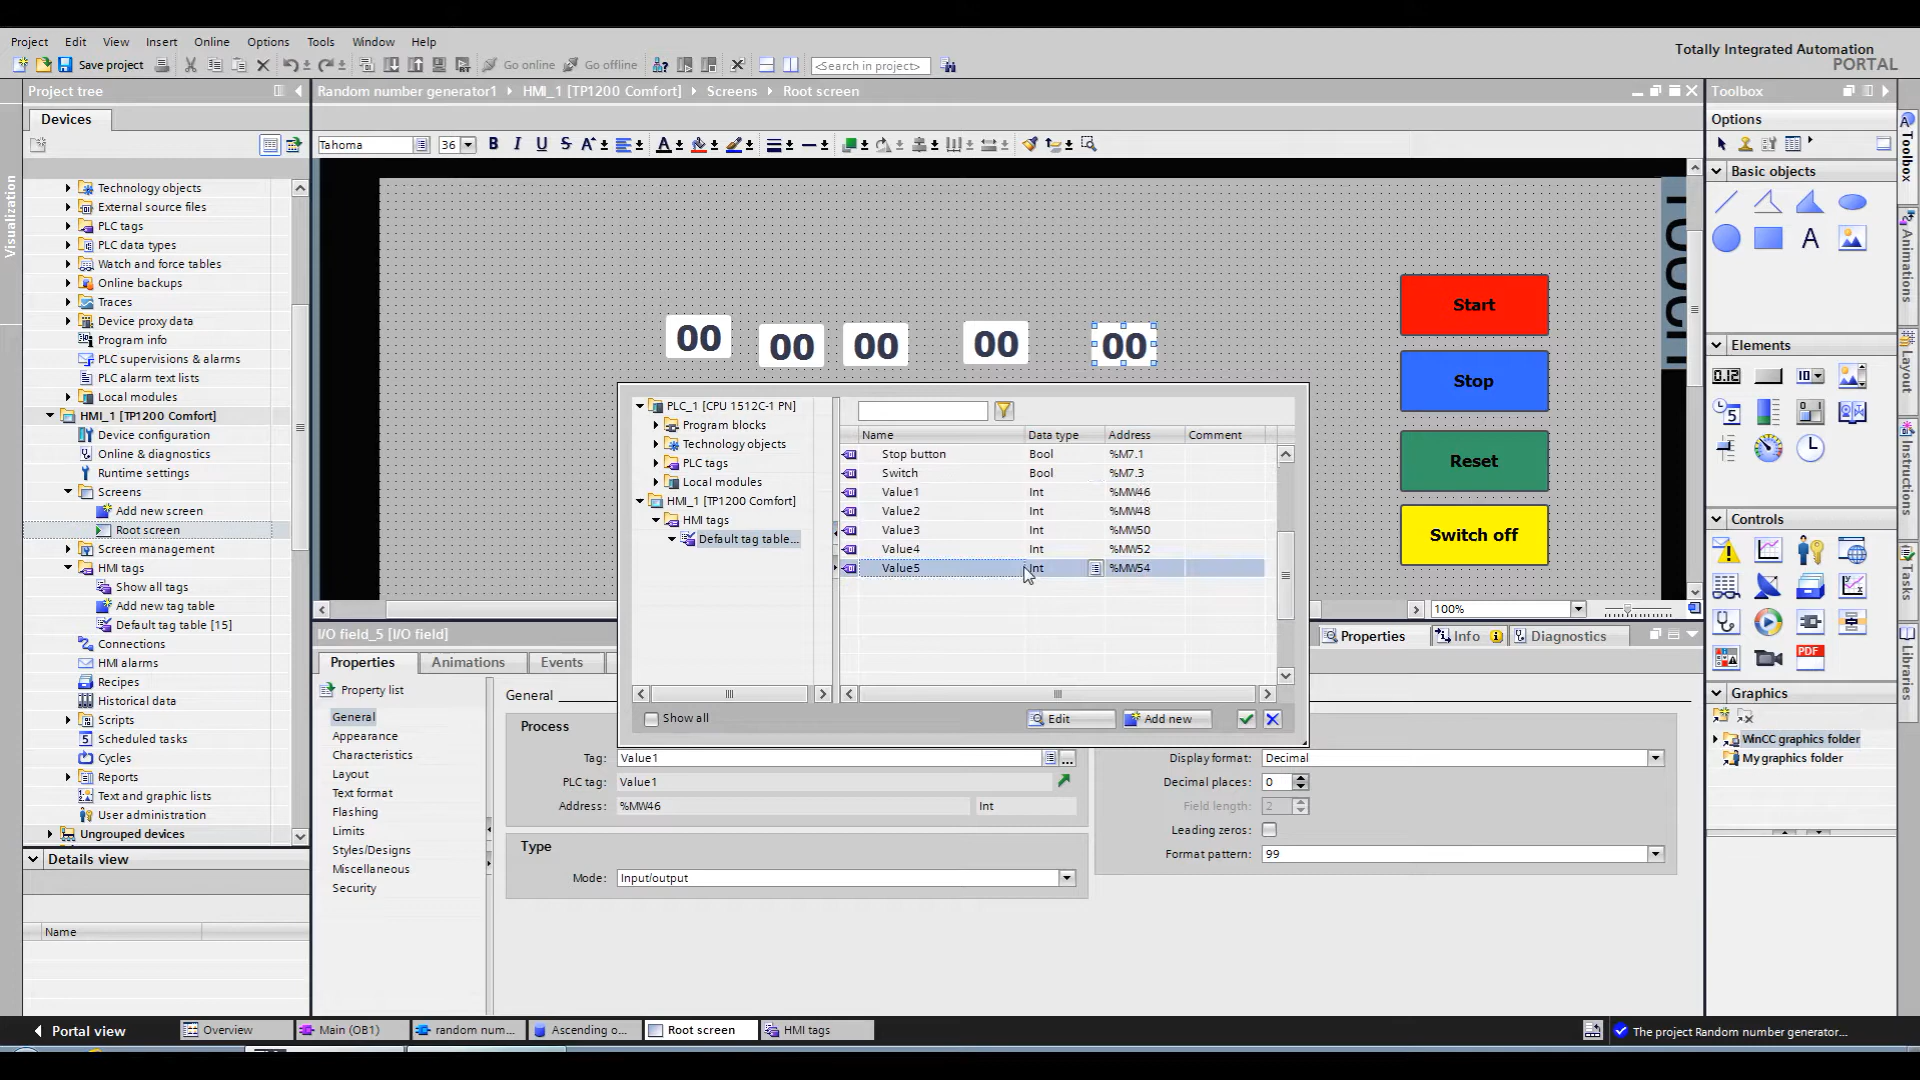 Project Edit View Insert Online Options Tools Window Help
Totally Integrated Automation
PORTAL
Save project
Go online
Go offline
<Search in project>
Project tree
Random number generator1 › HMI_1 [TP1200 Comfort] › Screens › Root screen
Toolbox
Devices
Options
Tahoma
36
Visualization
Technology objects
External source files
PLC tags
PLC data types
Watch and force tables
Online backups
Traces
Device proxy data
Program info
PLC supervisions & alarms
PLC alarm text lists
Local modules
HMI_1 [TP1200 Comfort]
Device configuration
Online & diagnostics
Runtime settings
Screens
Add new screen
Root screen
Screen management
HMI tags
Show all tags
Add new tag table
Default tag table [15]
Connections
HMI alarms
Recipes
Historical data
Scripts
Scheduled tasks
Cycles
Reports
Text and graphic lists
User administration
Ungrouped devices
Details view
Name
00 00 00 00 00
Start
Stop
Reset
Switch off
TOUCH
PLC_1 [CPU 1512C-1 PN]
Program blocks
Technology objects
PLC tags
Local modules
HMI_1 [TP1200 Comfort]
HMI tags
Default tag table...
Name Data type Address Comment
Stop button Bool %M7.1
Switch Bool %M7.3
Value1 Int %MW46
Value2 Int %MW48
Value3 Int %MW50
Value4 Int %MW52
Value5 Int %MW54
Show all
Edit
Add new
100%
I/O field_5 [I/O field]
Properties
Info
Diagnostics
Properties Animations Events
Property list
General
Appearance
Characteristics
Layout
Text format
Flashing
Limits
Styles/Designs
Miscellaneous
Security
General
Process
Tag: Value1
PLC tag: Value1
Address: %MW46 Int
Type
Mode: Input/output
Display format: Decimal
Decimal places: 0
Field length: 2
Leading zeros:
Format pattern: 99
Basic objects
A
Elements
0.12
10
5
Controls
PDF
Graphics
WinCC graphics folder
My graphics folder
Toolbox
Animations
Layout
Instructions
Tasks
Libraries
Portal view
Overview
Main (OB1)
random num...
Ascending o...
Root screen
HMI tags
The project Random number generator...